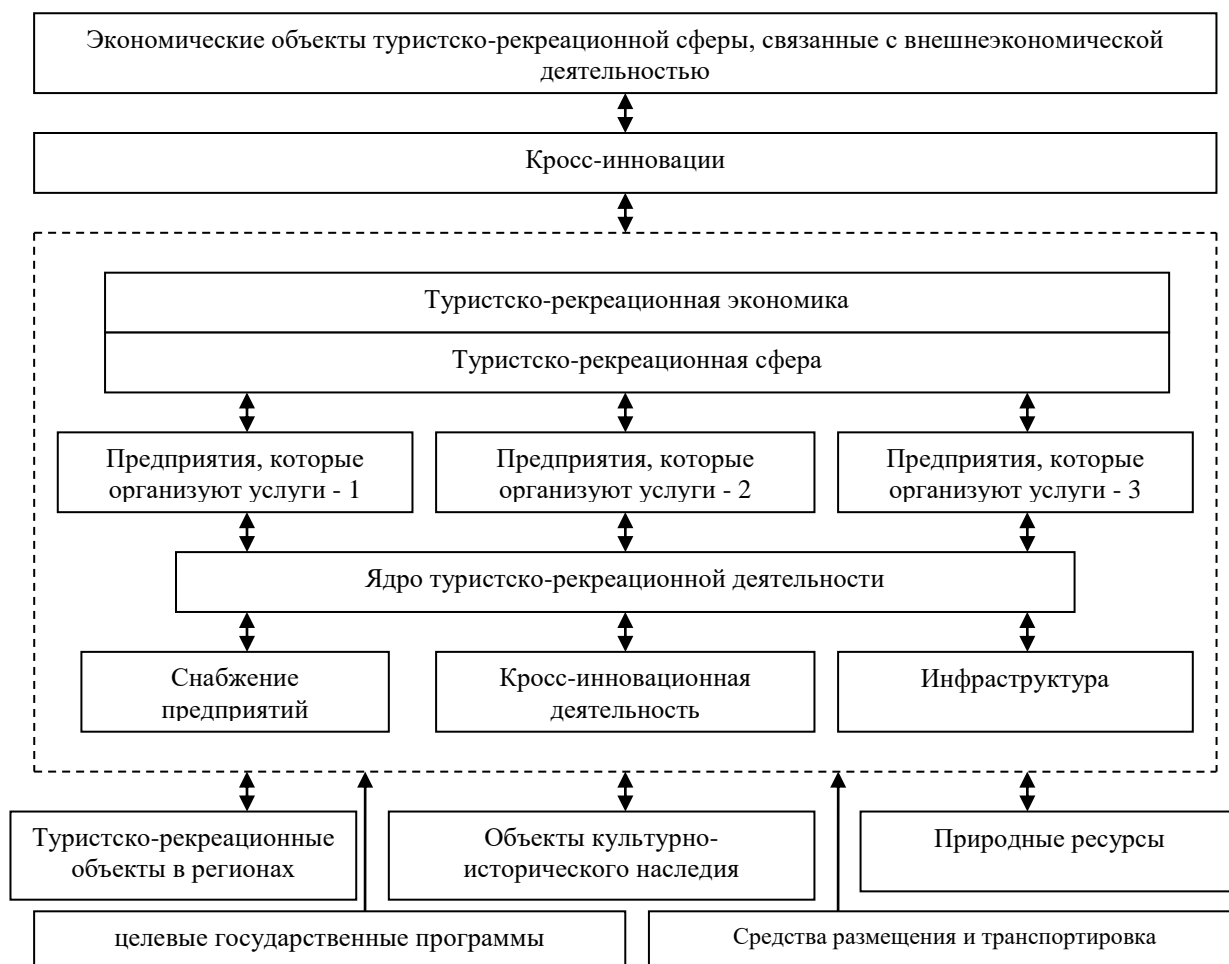 Экономические объекты туристско-рекреационной сферы, связанные с внешнеэкономической
деятельностью
Кросс-инновации
Туристско-рекреационная экономика
Туристско-рекреационная сфера
Предприятия, которые
организуют услуги - 1
Предприятия, которые
организуют услуги - 2
Предприятия, которые
организуют услуги - 3
Ядро туристско-рекреационной деятельности
Снабжение
предприятий
Кросс-инновационная
деятельность
Инфраструктура
Туристско-рекреационные
объекты в регионах
Объекты культурно-
исторического наследия
Природные ресурсы
целевые государственные программы
Средства размещения и транспортировка